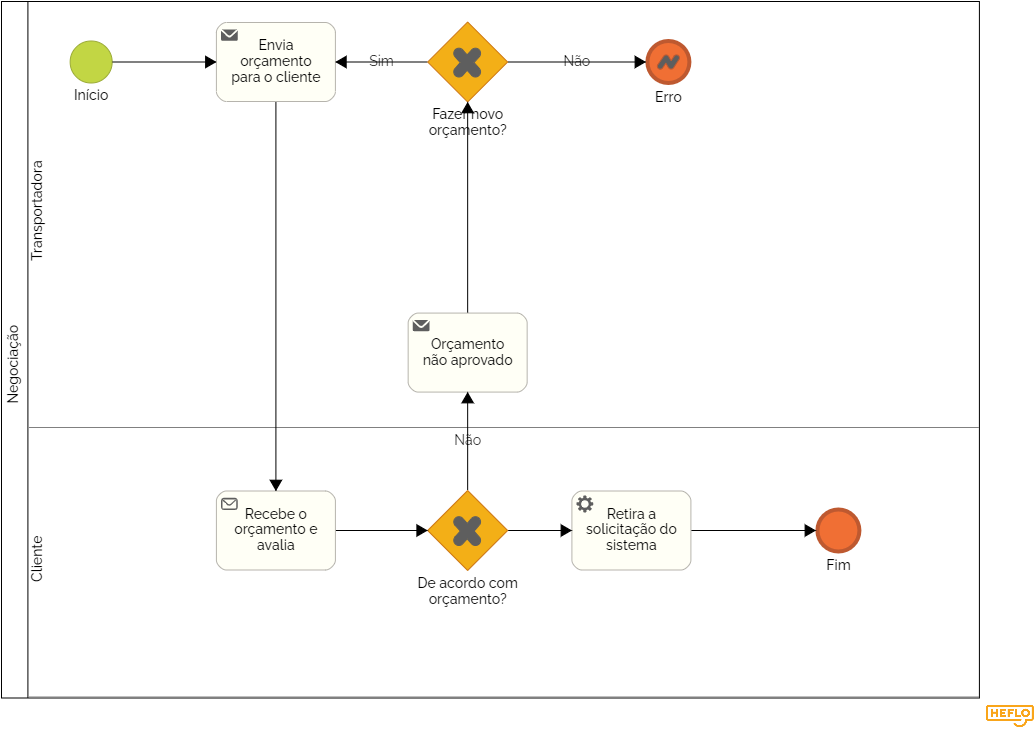 Negociação
Transportadora
Início
Envia
orçamento
para o cliente
Sim
Fazer novo
orçamento?
Não
Erro
Orçamento
não aprovado
Não
Cliente
Recebe o
orçamento e
avalia
De acordo com
orçamento?
Retira a
solicitação do
sistema
Fim
HEFLO